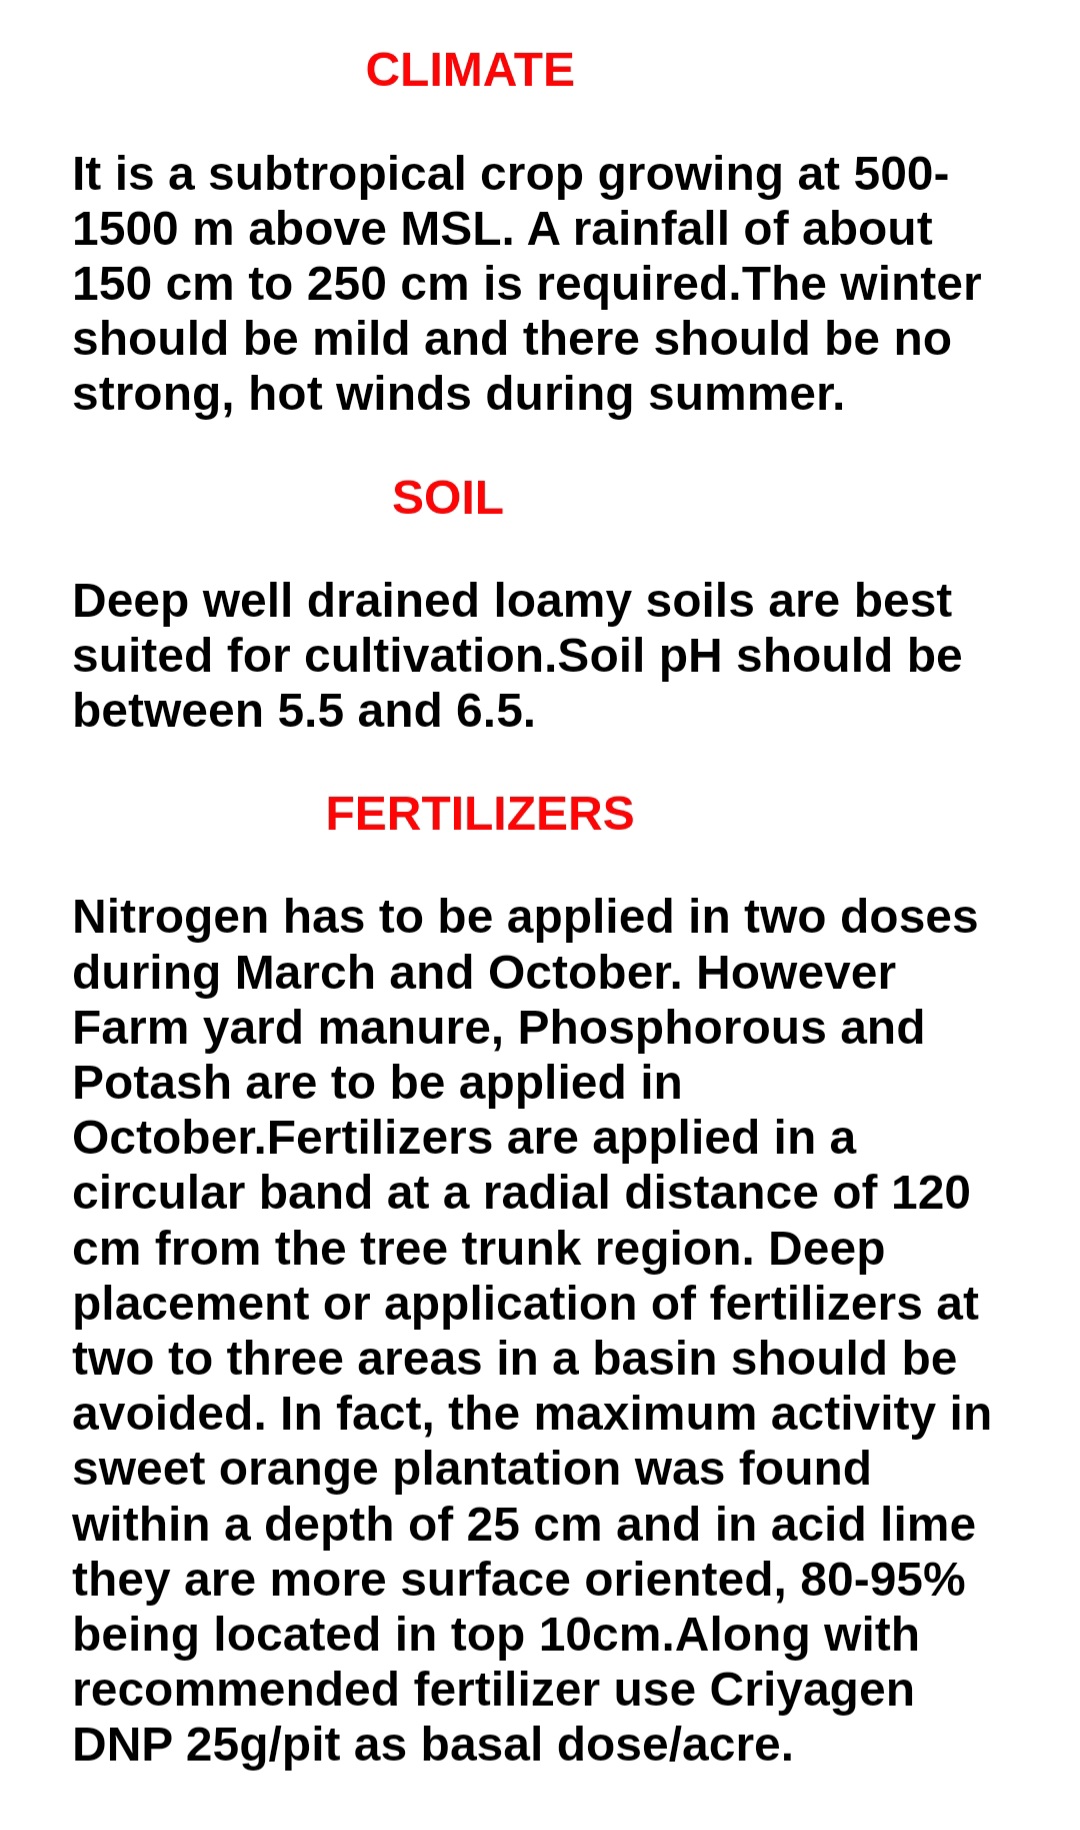 CLIMATE
It is a subtropical crop growing at 500-
1500 m above MSL. A rainfall of about
150 cm to 250 cm is required.The winter
should be mild and there should be no
strong, hot winds during summer.
SOIL
Deep well drained loamy soils are best
suited for cultivation.Soil pH should be
between 5.5 and 6.5.
FERTILIZERS
Nitrogen has to be applied in two doses
during March and October. However
Farm yard manure, Phosphorous and
Potash are to be applied in
October.Fertilizers are applied in a
circular band at a radial distance of 120
cm from the tree trunk region. Deep
placement or application of fertilizers at
two to three areas in a basin should be
avoided. In fact, the maximum activity in
sweet orange plantation was found
within a depth of 25 cm and in acid lime
they are more surface oriented, 80-95%
being located in top 10cm.Along with
recommended fertilizer use Criyagen
DNP 25g/pit as basal dose/acre.